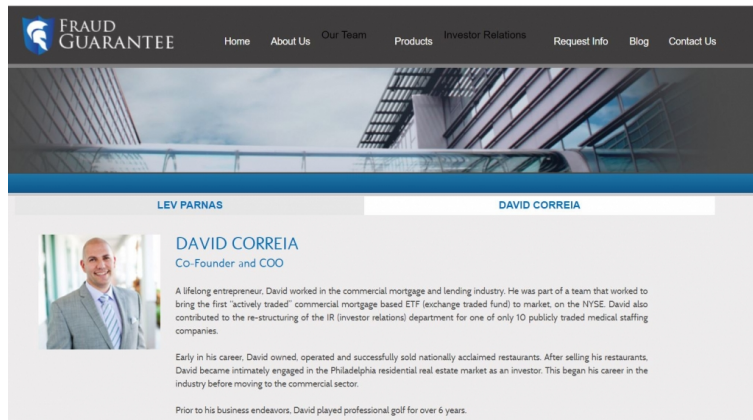 FRAUD
GUARANTEE
Home About Us Our Team Products Investor Relations Request Info Blog Contact Us
LEV PARNAS DAVID CORREIA
DAVID CORREIA
Co-Founder and COO
A lifelong entrepreneur, David worked in the commercial mortgage and lending industry. He was part of a team that worked to
bring the first "actively traded" commercial mortgage based ETF (exchange traded fund) to market, on the NYSE. David also
contributed to the re-structuring of the IR (investor relations) department for one of only 10 publicly traded medical staffing
companies.
Early in his career, David owned, operated and successfully sold nationally acclaimed restaurants. After selling his restaurants,
David became intimately engaged in the Philadelphia residential real estate market as an investor. This began his career in the
industry before moving to the commercial sector.
Prior to his business endeavors, David played professional golf for over 6 years.